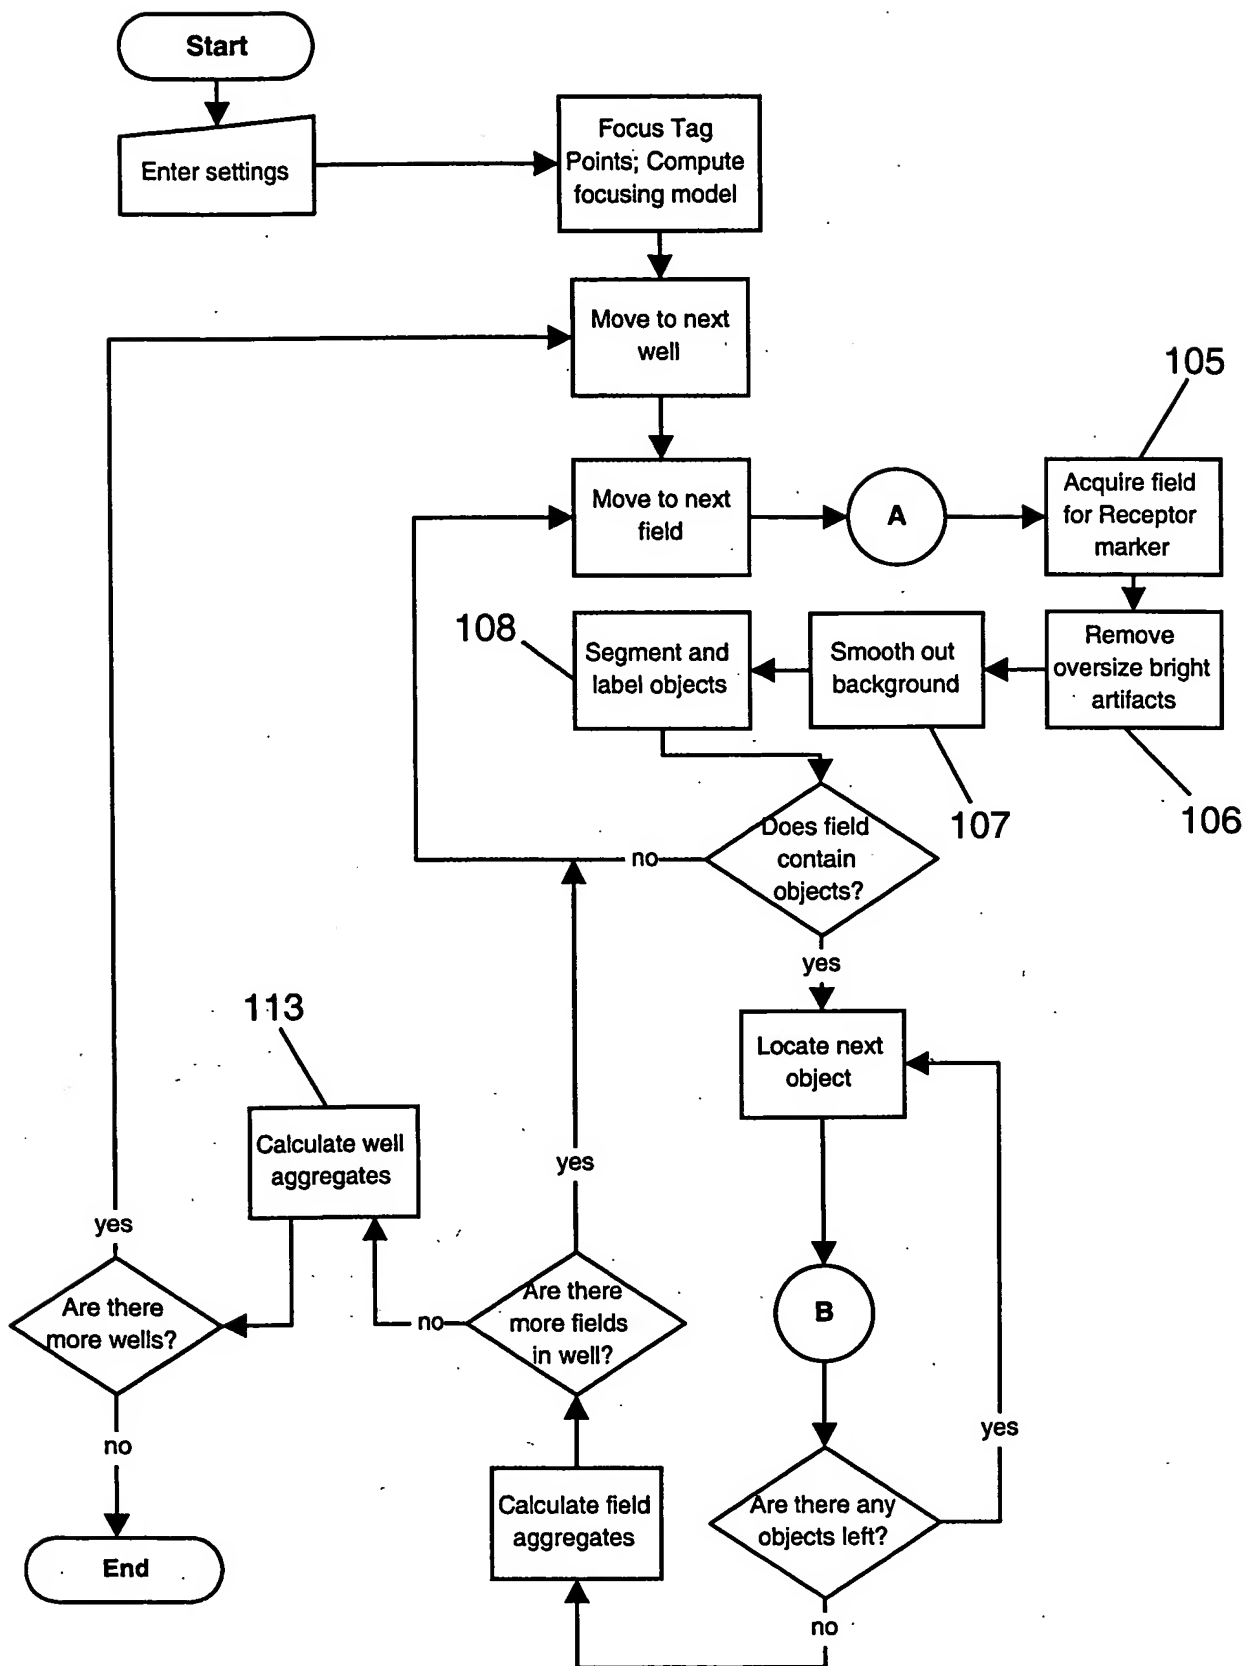 Start
Enter settings
Focus Tag
Points; Compute
focusing model
Move to next
well
105
Move to next
field
A
Acquire field
for Receptor
marker
108
Segment and
label objects
Smooth out
background
Remove
oversize bright
artifacts
107
106
Does field
contain
objects?
no
yes
113
Locate next
object
Calculate well
aggregates
yes
yes
Are there
more wells?
no
Are there
more fields
in well?
B
no
yes
Calculate field
aggregates
Are there any
objects left?
End
no